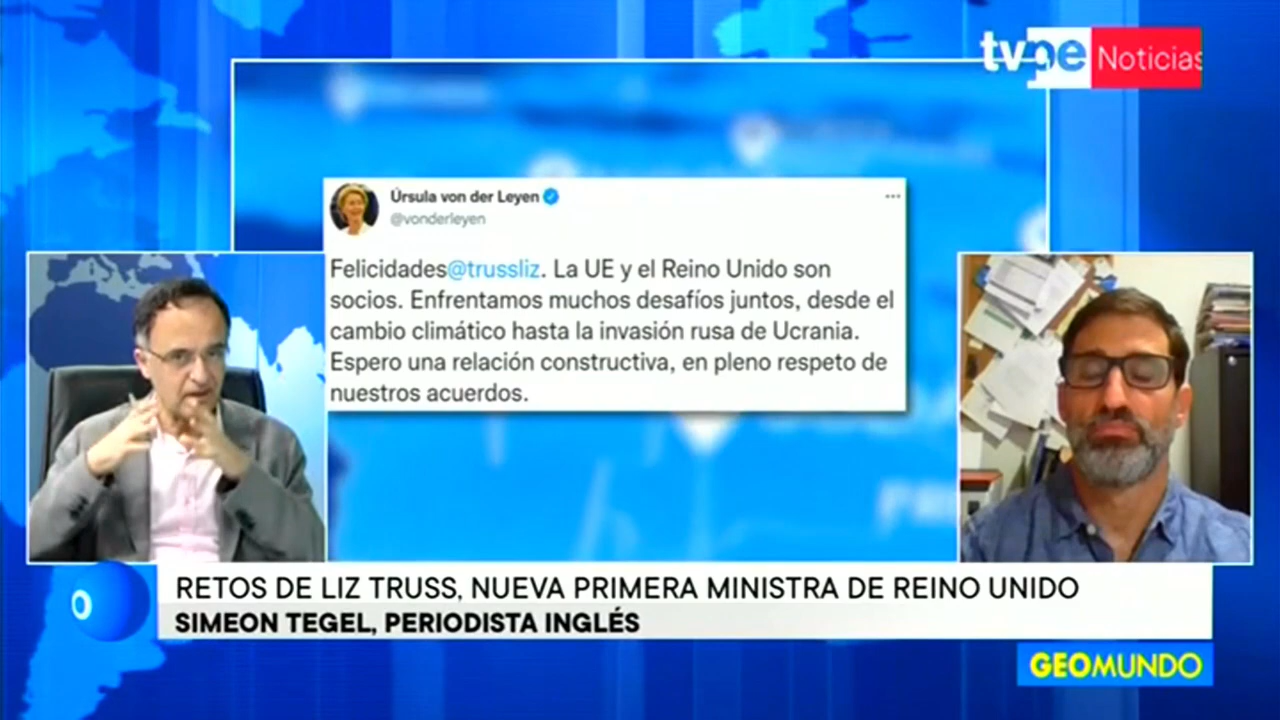 tvpe Noticias
Úrsula von der Leyen
@vonderleyen
Felicidades@trussliz. La UE y el Reino Unido son
socios. Enfrentamos muchos desafíos juntos, desde el
cambio climático hasta la invasión rusa de Ucrania.
Espero una relación constructiva, en pleno respeto de
nuestros acuerdos.
RETOS DE LIZ TRUSS, NUEVA PRIMERA MINISTRA DE REINO UNIDO
SIMEON TEGEL, PERIODISTA INGLÉS
GEOMUNDO